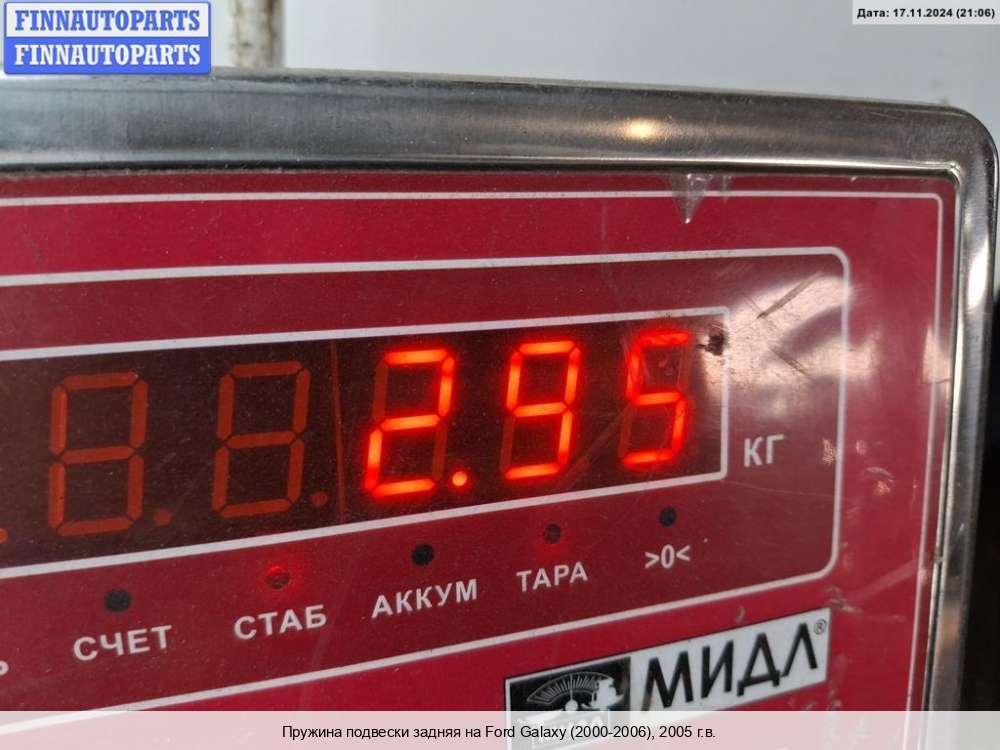 FINNAUTOPARTS
FINNAUTOPARTS
Дата: 17.11.2024 (21:06)
2.95
КГ
СЧЕТ
СТАБ
АККУМ
ТАРА
>0<
МИДЛ®
Пружина подвески задняя на Ford Galaxy (2000-2006), 2005 г.в.